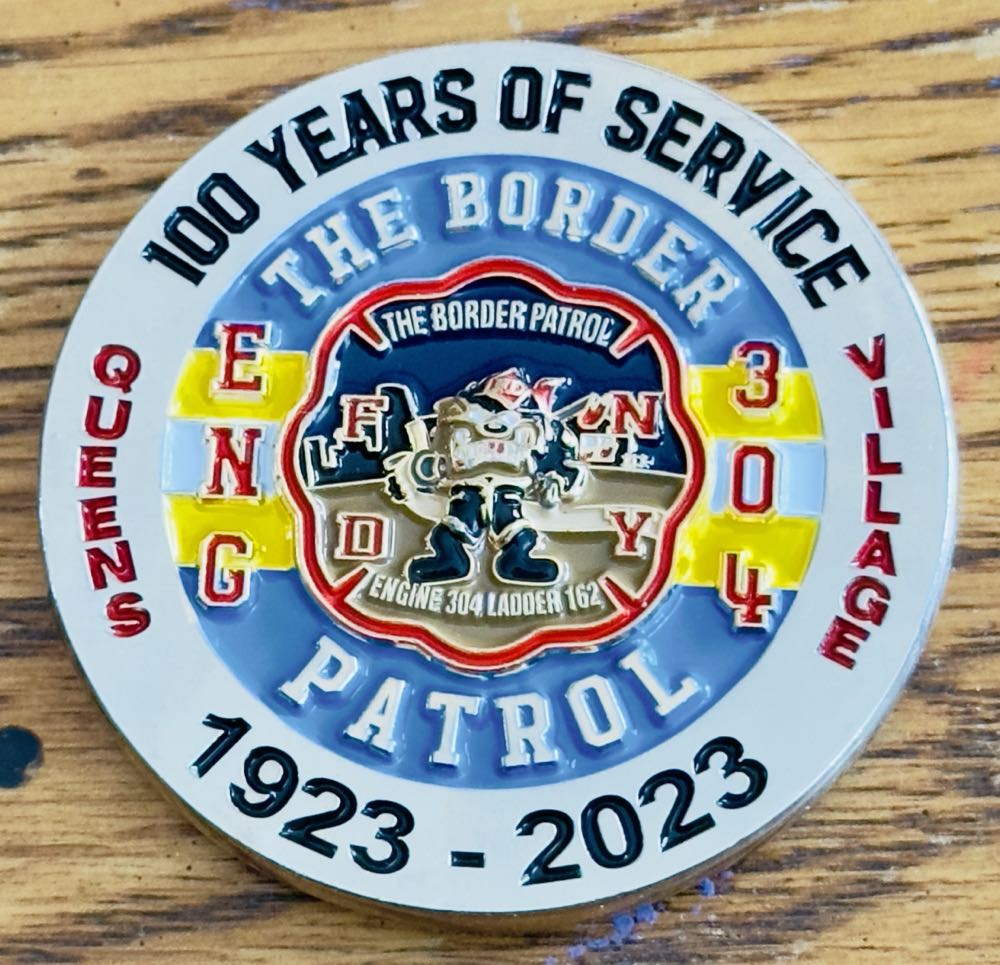 100 YEARS OF SERVICE
THE BORDER
PATROL
ENG
304
QUEENS
VILLAGE
THE BORDER PATROL
F N
D Y
ENGINE 304 LADDER 162
1923 - 2023